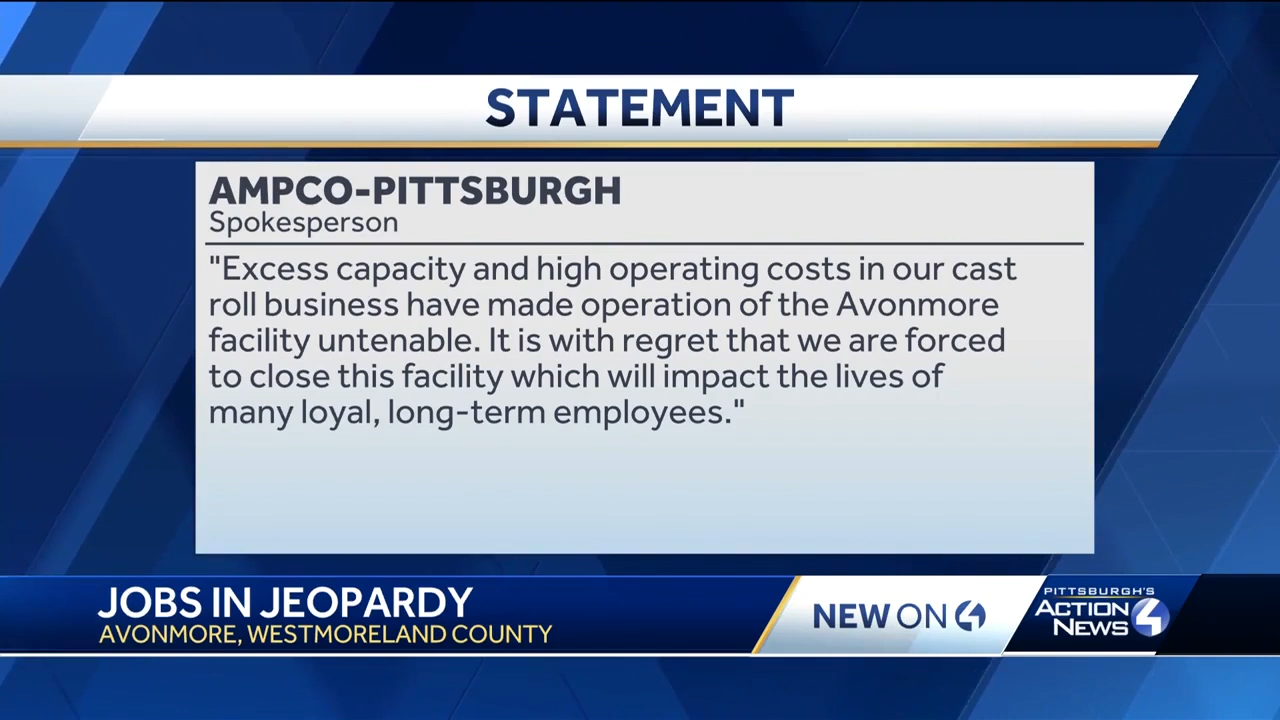 STATEMENT
AMPCO-PITTSBURGH
Spokesperson
"Excess capacity and high operating costs in our cast
roll business have made operation of the Avonmore
facility untenable. It is with regret that we are forced
to close this facility which will impact the lives of
many loyal, long-term employees."
JOBS IN JEOPARDY
AVONMORE, WESTMORELAND COUNTY
NEW ON 4
PITTSBURGH'S
ACTION
NEWS 4